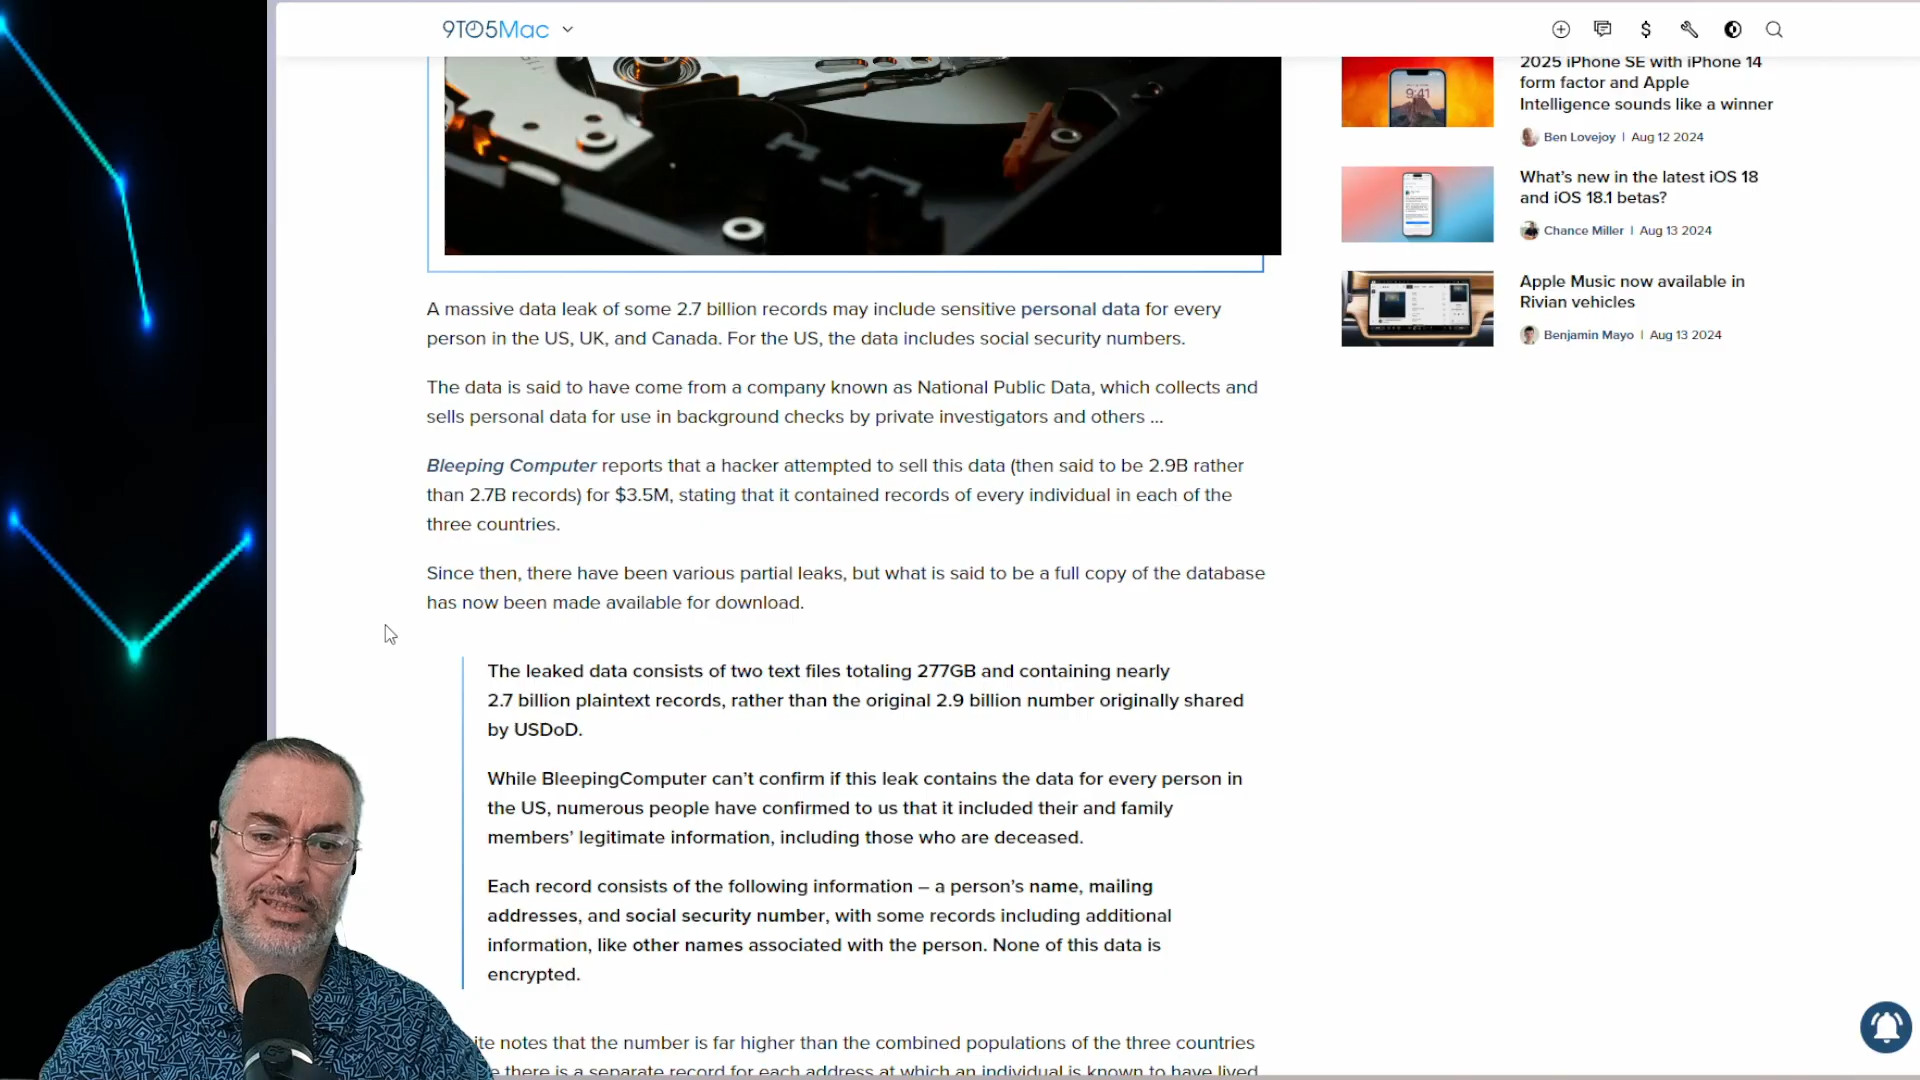 9TO5Mac
2025 iPhone SE with iPhone 14
form factor and Apple
Intelligence sounds like a winner
Ben Lovejoy | Aug 12 2024
What's new in the latest iOS 18
and iOS 18.1 betas?
Chance Miller | Aug 13 2024
Apple Music now available in
Rivian vehicles
Benjamin Mayo | Aug 13 2024
9:41
A massive data leak of some 2.7 billion records may include sensitive personal data for every
person in the US, UK, and Canada. For the US, the data includes social security numbers.
The data is said to have come from a company known as National Public Data, which collects and
sells personal data for use in background checks by private investigators and others ...
Bleeping Computer reports that a hacker attempted to sell this data (then said to be 2.9B rather
than 2.7B records) for $3.5M, stating that it contained records of every individual in each of the
three countries.
Since then, there have been various partial leaks, but what is said to be a full copy of the database
has now been made available for download.
The leaked data consists of two text files totaling 277GB and containing nearly
2.7 billion plaintext records, rather than the original 2.9 billion number originally shared
by USDoD.
While BleepingComputer can't confirm if this leak contains the data for every person in
the US, numerous people have confirmed to us that it included their and family
members' legitimate information, including those who are deceased.
Each record consists of the following information – a person's name, mailing
addresses, and social security number, with some records including additional
information, like other names associated with the person. None of this data is
encrypted.
notes that the number is far higher than the combined populations of the three countries
there is a separate record for each address at which an individual is known to have lived